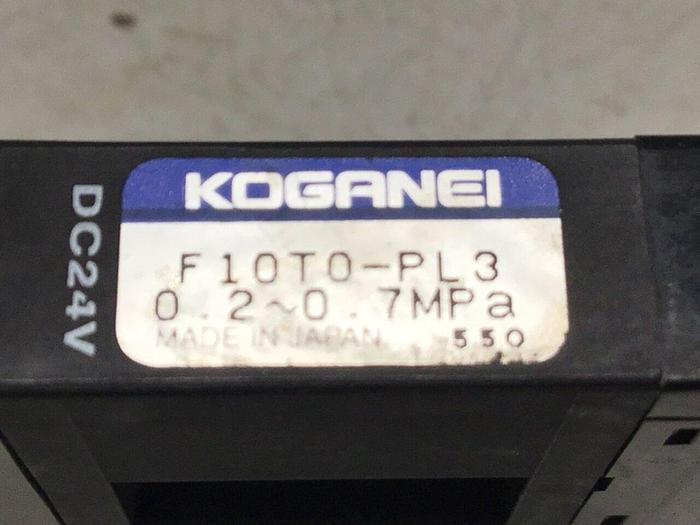 KOGANEI
F10T0-PL3
0.2~0.7MPa
MADE IN JAPAN 550
DC24V